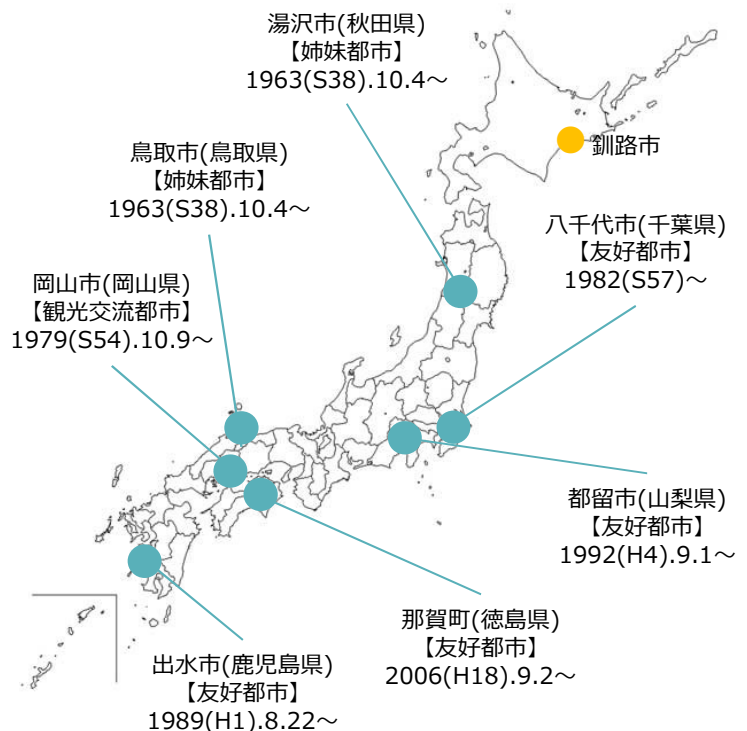 湯沢市(秋田県)
【姉妹都市】
1963(S38).10.4～
釧路市
鳥取市(鳥取県)
【姉妹都市】
1963(S38).10.4～
八千代市(千葉県)
【友好都市】
1982(S57)～
岡山市(岡山県)
【観光交流都市】
1979(S54).10.9～
都留市(山梨県)
【友好都市】
1992(H4).9.1～
那賀町(徳島県)
【友好都市】
2006(H18).9.2～
出水市(鹿児島県)
【友好都市】
1989(H1).8.22～